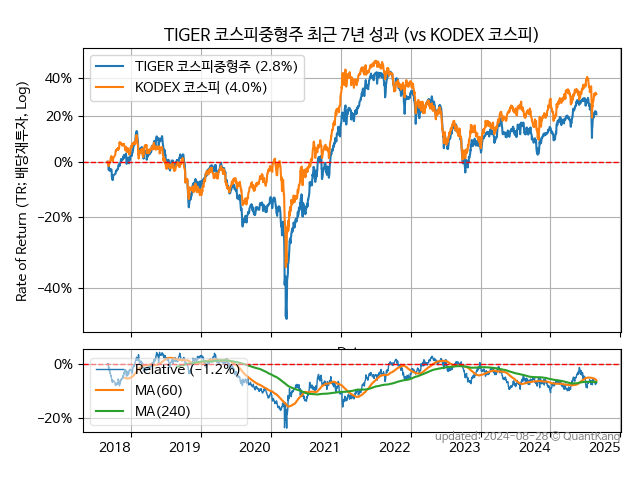 TIGER 코스피중형주 최근 7년 성과 (vs KODEX 코스피)
Rate of Return (TR: 배당재투자, Log)
40%
20%
0%
−20%
−40%
TIGER 코스피중형주 (2.8%)
KODEX 코스피 (4.0%)
0%
−20%
Relative (−1.2%)
MA(60)
MA(240)
updated: 2024-08-28 © QuantKang
2018
2019
2020
2021
2022
2023
2024
2025